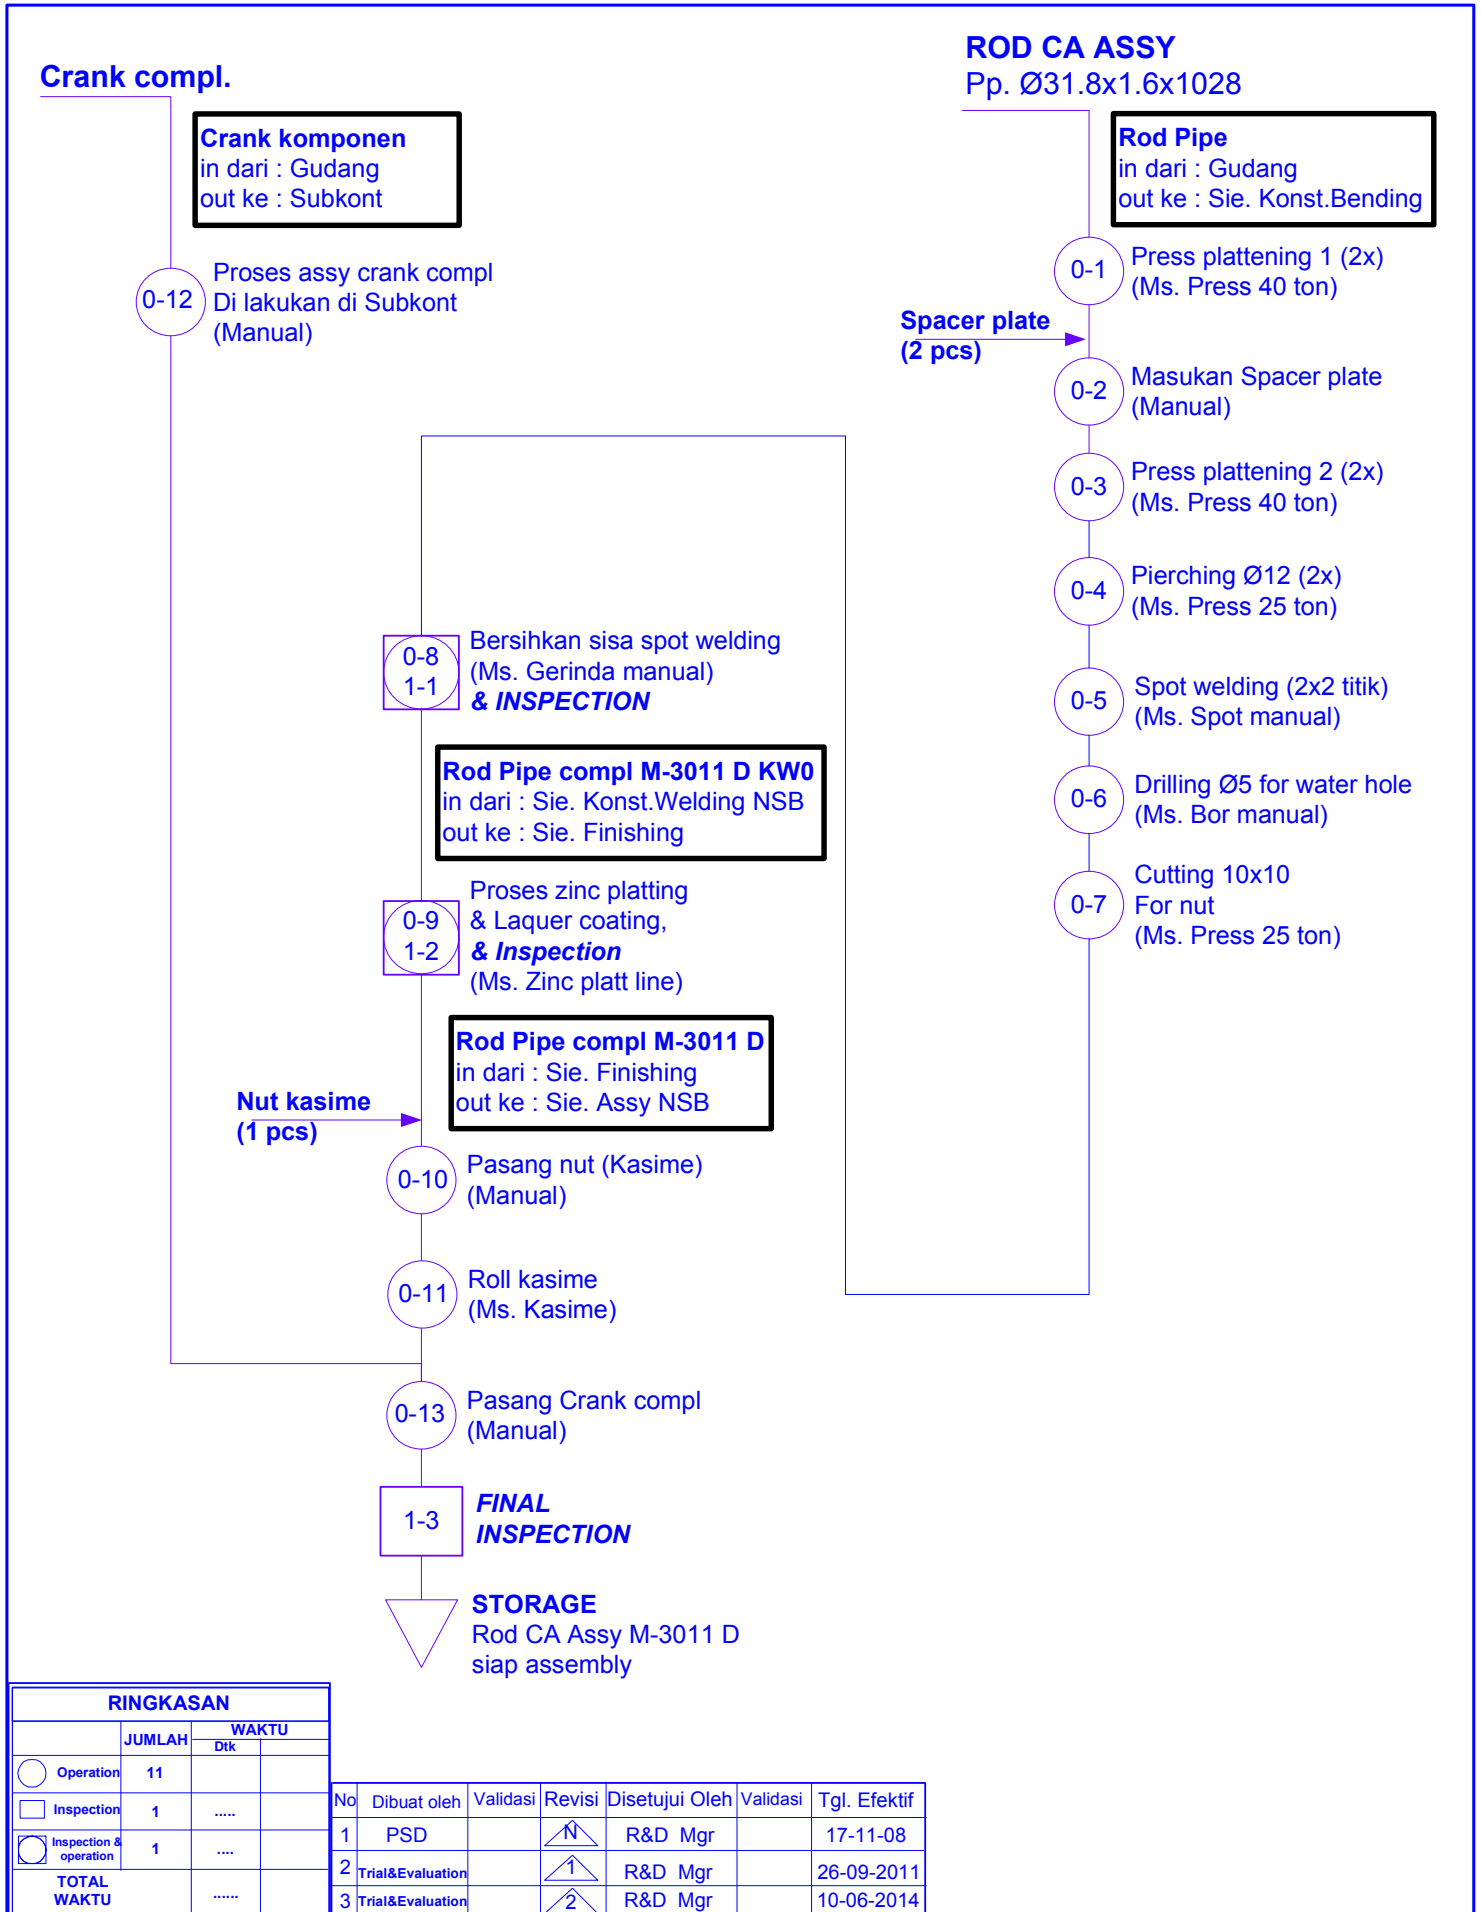 Crank compl.
Crank komponen
in dari : Gudang
out ke : Subkont
0-12
Proses assy crank compl
Di lakukan di Subkont
(Manual)
ROD CA ASSY
Pp. Ø31.8x1.6x1028
Rod Pipe
in dari : Gudang
out ke : Sie. Konst.Bending
0-1
Press plattening 1 (2x)
(Ms. Press 40 ton)
Spacer plate
(2 pcs)
0-2
Masukan Spacer plate
(Manual)
0-3
Press plattening 2 (2x)
(Ms. Press 40 ton)
0-4
Pierching Ø12 (2x)
(Ms. Press 25 ton)
0-5
Spot welding (2x2 titik)
(Ms. Spot manual)
0-6
Drilling Ø5 for water hole
(Ms. Bor manual)
0-7
Cutting 10x10
For nut
(Ms. Press 25 ton)
0-8
1-1
Bersihkan sisa spot welding
(Ms. Gerinda manual)
& INSPECTION
Rod Pipe compl M-3011 D KW0
in dari : Sie. Konst.Welding NSB
out ke : Sie. Finishing
0-9
1-2
Proses zinc platting
& Laquer coating,
& Inspection
(Ms. Zinc platt line)
Rod Pipe compl M-3011 D
in dari : Sie. Finishing
out ke : Sie. Assy NSB
Nut kasime
(1 pcs)
0-10
Pasang nut (Kasime)
(Manual)
0-11
Roll kasime
(Ms. Kasime)
0-13
Pasang Crank compl
(Manual)
1-3
FINAL
INSPECTION
STORAGE
Rod CA Assy M-3011 D
siap assembly
RINGKASAN
JUMLAH WAKTU
Dtk
Operation 11
Inspection 1 .....
Inspection &
operation 1 ....
TOTAL
WAKTU ......
No Dibuat oleh Validasi Revisi Disetujui Oleh Validasi Tgl. Efektif
1 PSD N R&D Mgr 17-11-08
2 Trial&Evaluation 1 R&D Mgr 26-09-2011
3 Trial&Evaluation 2 R&D Mgr 10-06-2014